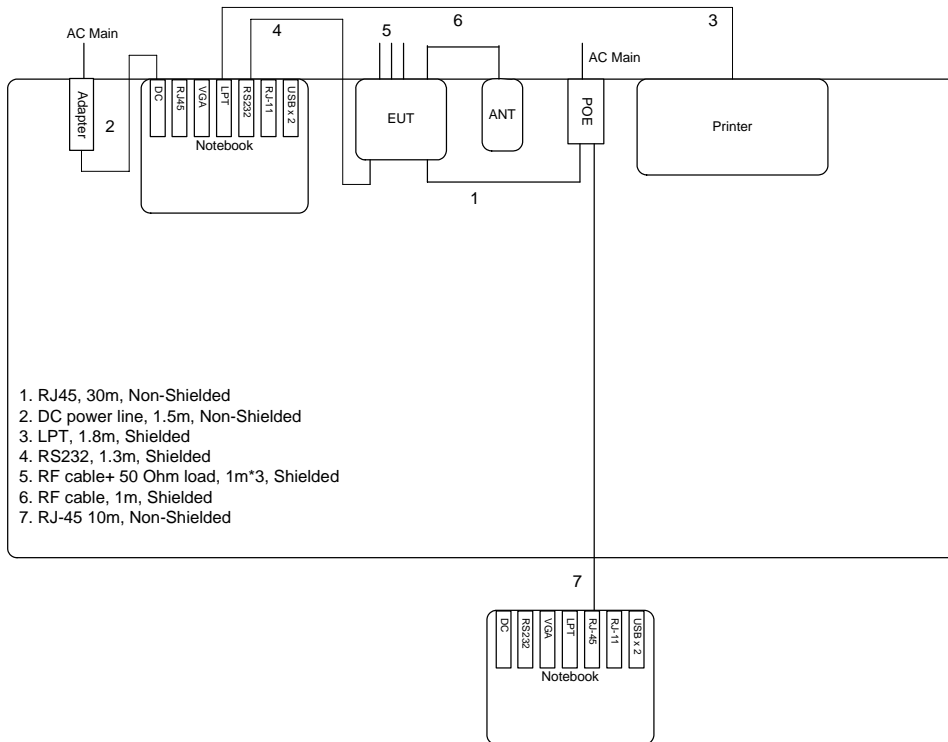 6
4
5
3
AC Main
AC Main
Adapter
2
DC
RJ45
VGA
LPT
RS232
RJ-11
USB x 2
Notebook
EUT
ANT
POE
Printer
1
1. RJ45, 30m, Non-Shielded
2. DC power line, 1.5m, Non-Shielded
3. LPT, 1.8m, Shielded
4. RS232, 1.3m, Shielded
5. RF cable+ 50 Ohm load, 1m*3, Shielded
6. RF cable, 1m, Shielded
7. RJ-45 10m, Non-Shielded
7
DC
RS232
VGA
LPT
RJ-45
RJ-11
USB x 2
Notebook